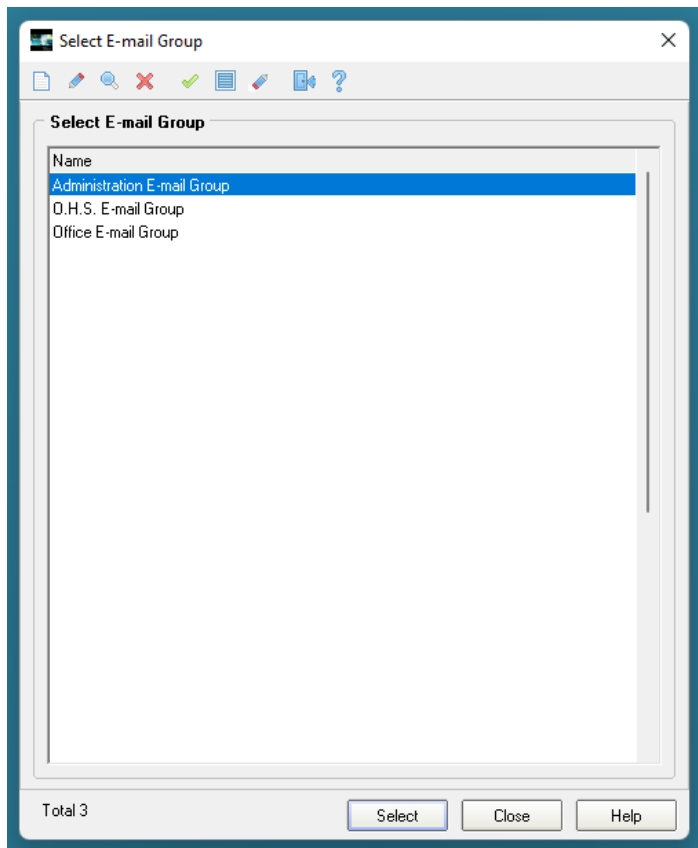 Select E-mail Group
Select E-mail Group
Name
Administration E-mail Group
O.H.S. E-mail Group
Office E-mail Group
Total 3
Select
Close
Help